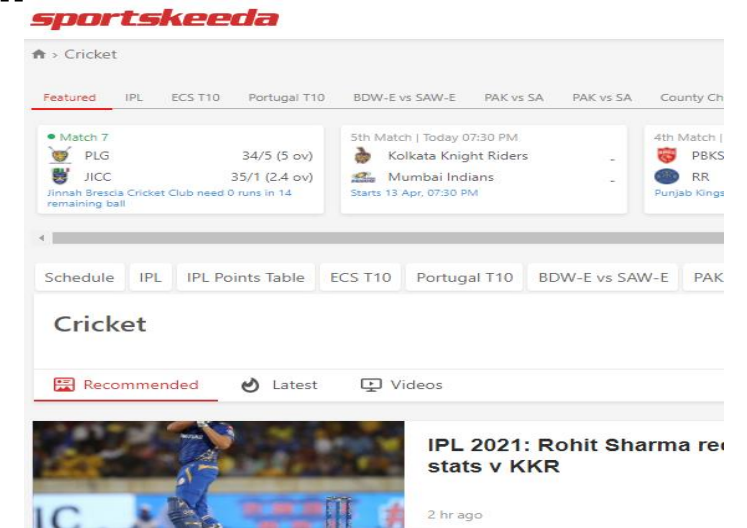 sportskeeda
> Cricket
Featured IPL ECS T10 Portugal T10 BDW-E vs SAW-E PAK vs SA PAK vs SA County Ch
Match 7
PLG 34/5 (5 ov)
JICC 35/1 (2.4 ov)
Jinnah Brescia Cricket Club need 0 runs in 14
remaining ball
5th Match | Today 07:30 PM
Kolkata Knight Riders -
Mumbai Indians -
Starts 13 Apr, 07:30 PM
4th Match |
PBKS
RR
Punjab Kings
Schedule IPL IPL Points Table ECS T10 Portugal T10 BDW-E vs SAW-E PAK
Cricket
Recommended Latest Videos
IPL 2021: Rohit Sharma rec
stats v KKR
2 hr ago
IC